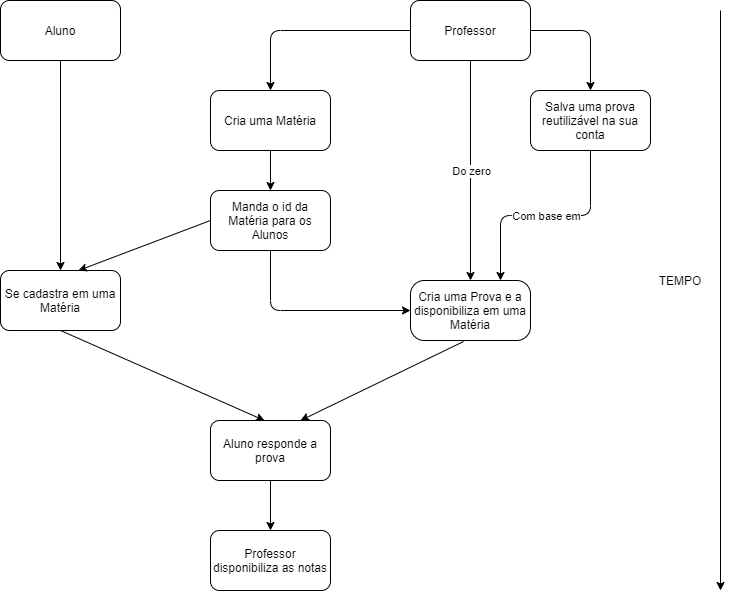 Aluno
Professor
Cria uma Matéria
Salva uma prova
reutilizável na sua
conta
Do zero
Manda o id da
Matéria para os
Alunos
Com base em
TEMPO
Se cadastra em uma
Matéria
Cria uma Prova e a
disponibiliza em uma
Matéria
Aluno responde a
prova
Professor
disponibiliza as notas